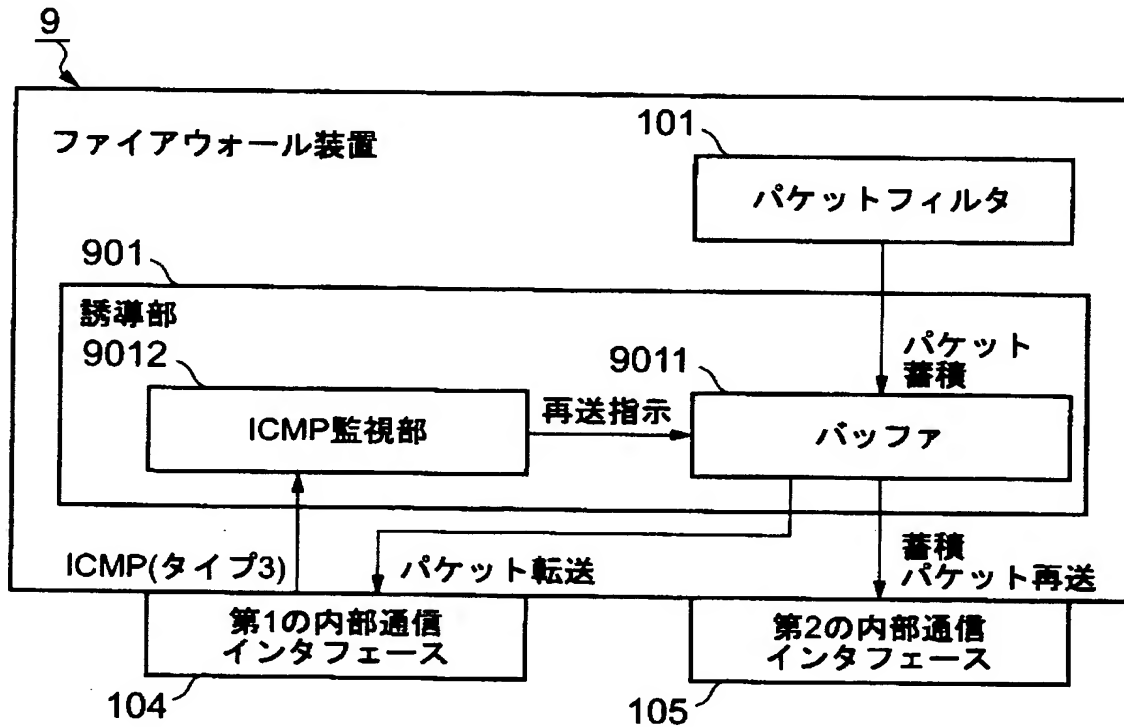 9
ファイアウォール装置
101
パケットフィルタ
901
誘導部
9012
ICMP監視部
再送指示
9011
バッファ
パケット
蓄積
ICMP(タイプ3)
パケット転送
蓄積
パケット再送
第1の内部通信
インタフェース
104
第2の内部通信
インタフェース
105